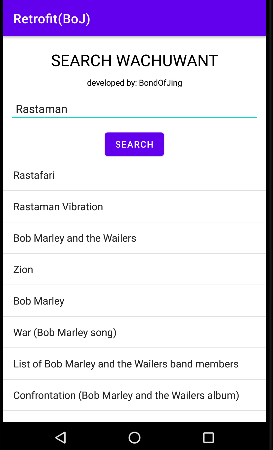 Retrofit(BoJ)
SEARCH WACHUWANT
developed by: BondOfJing
Rastaman
SEARCH
Rastafari
Rastaman Vibration
Bob Marley and the Wailers
Zion
Bob Marley
War (Bob Marley song)
List of Bob Marley and the Wailers band members
Confrontation (Bob Marley and the Wailers album)